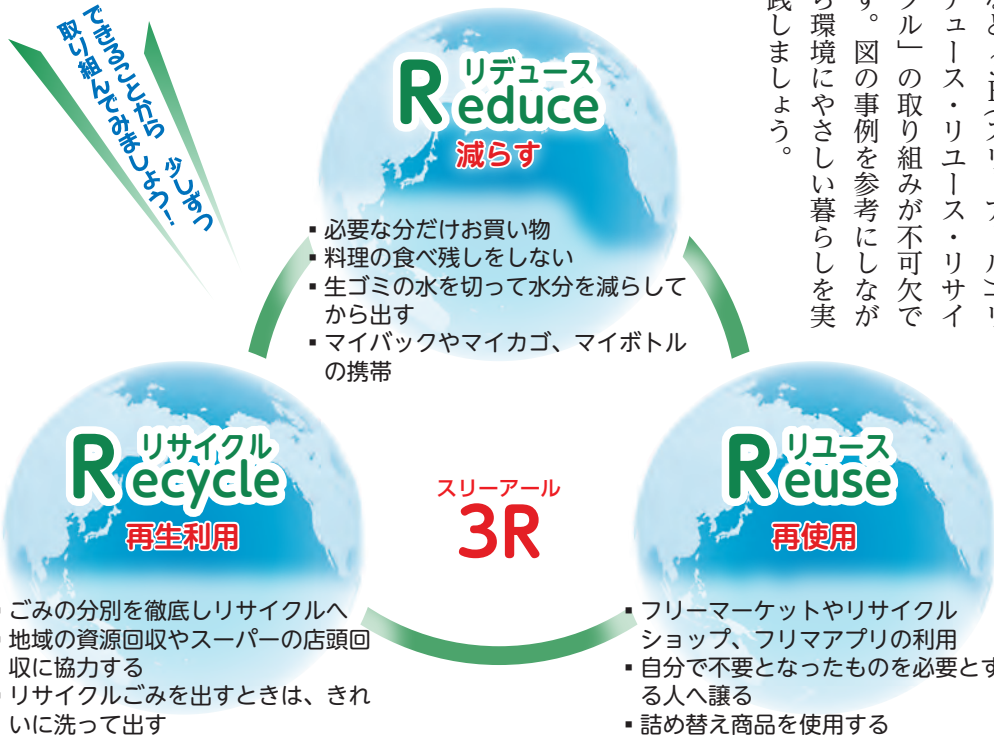 デュース・リユース・リサイ
クル」の取り組みが不可欠で
す。図の事例を参考にしなが
ら環境にやさしい暮らしを実
践しましょう。
できることから 少しずつ
取り組んでみましょう！
リデュース
Reduce
減らす
▪ 必要な分だけお買い物
▪ 料理の食べ残しをしない
▪ 生ゴミの水を切って水分を減らして
から出す
▪ マイバックやマイカゴ、マイボトル
の携帯
リサイクル
Recycle
再生利用
ごみの分別を徹底しリサイクルへ
地域の資源回収やスーパーの店頭回
収に協力する
リサイクルごみを出すときは、きれ
いに洗って出す
スリーアール
3R
リユース
Reuse
再使用
▪ フリーマーケットやリサイクル
ショップ、フリマアプリの利用
▪ 自分で不要となったものを必要とす
る人へ譲る
▪ 詰め替え商品を使用する